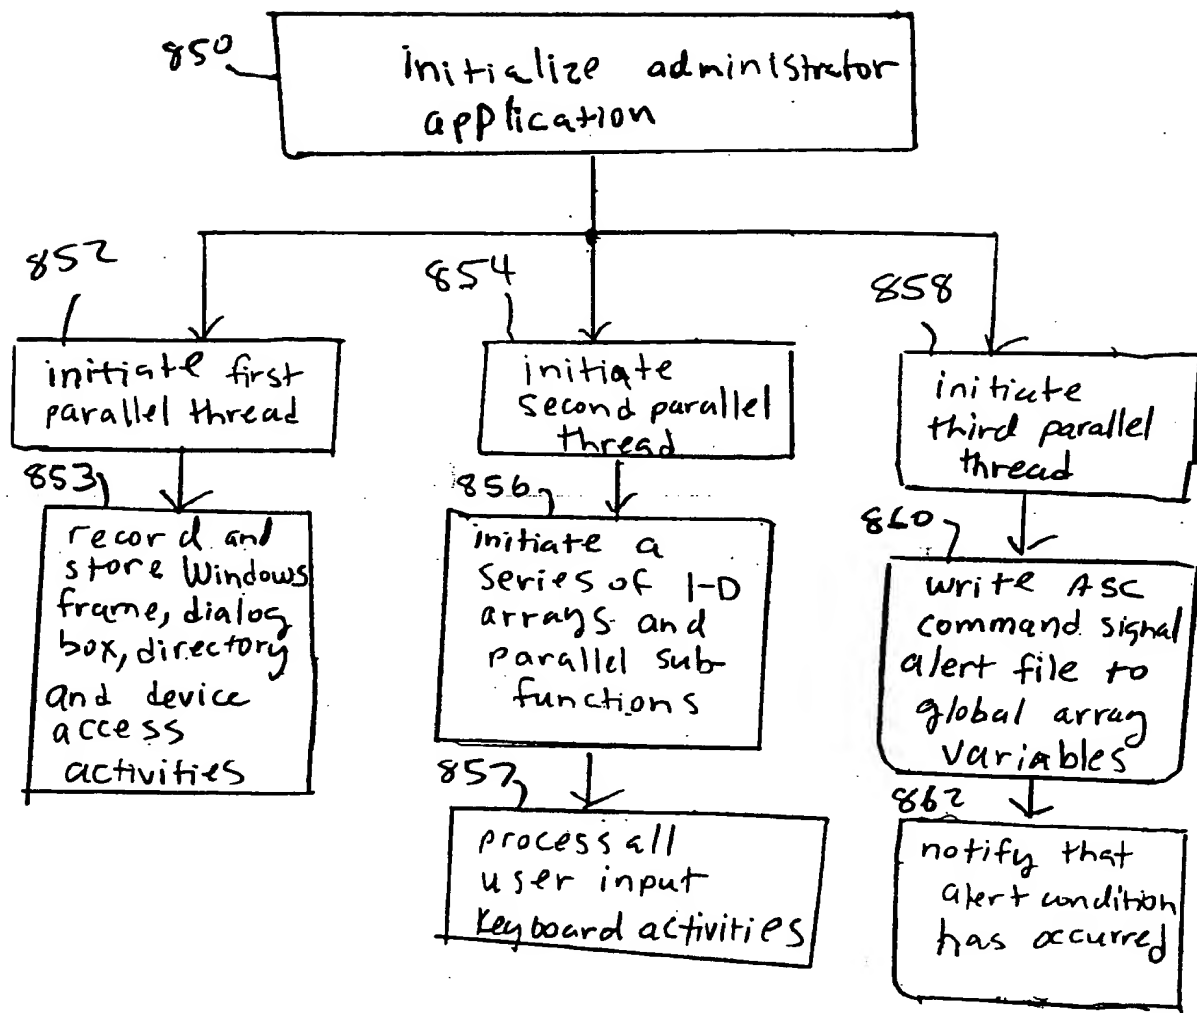 850
initialize administrator
application
852
initiate first
parallel thread
853
record and
store Windows
frame, dialog
box, directory
and device
access
activities
854
initiate
second parallel
thread
856
initiate a
series of 1-D
arrays and
parallel sub-
functions
857
process all
user input
keyboard activities
858
initiate
third parallel
thread
860
write ASC
command signal
alert file to
global array
variables
862
notify that
alert condition
has occurred